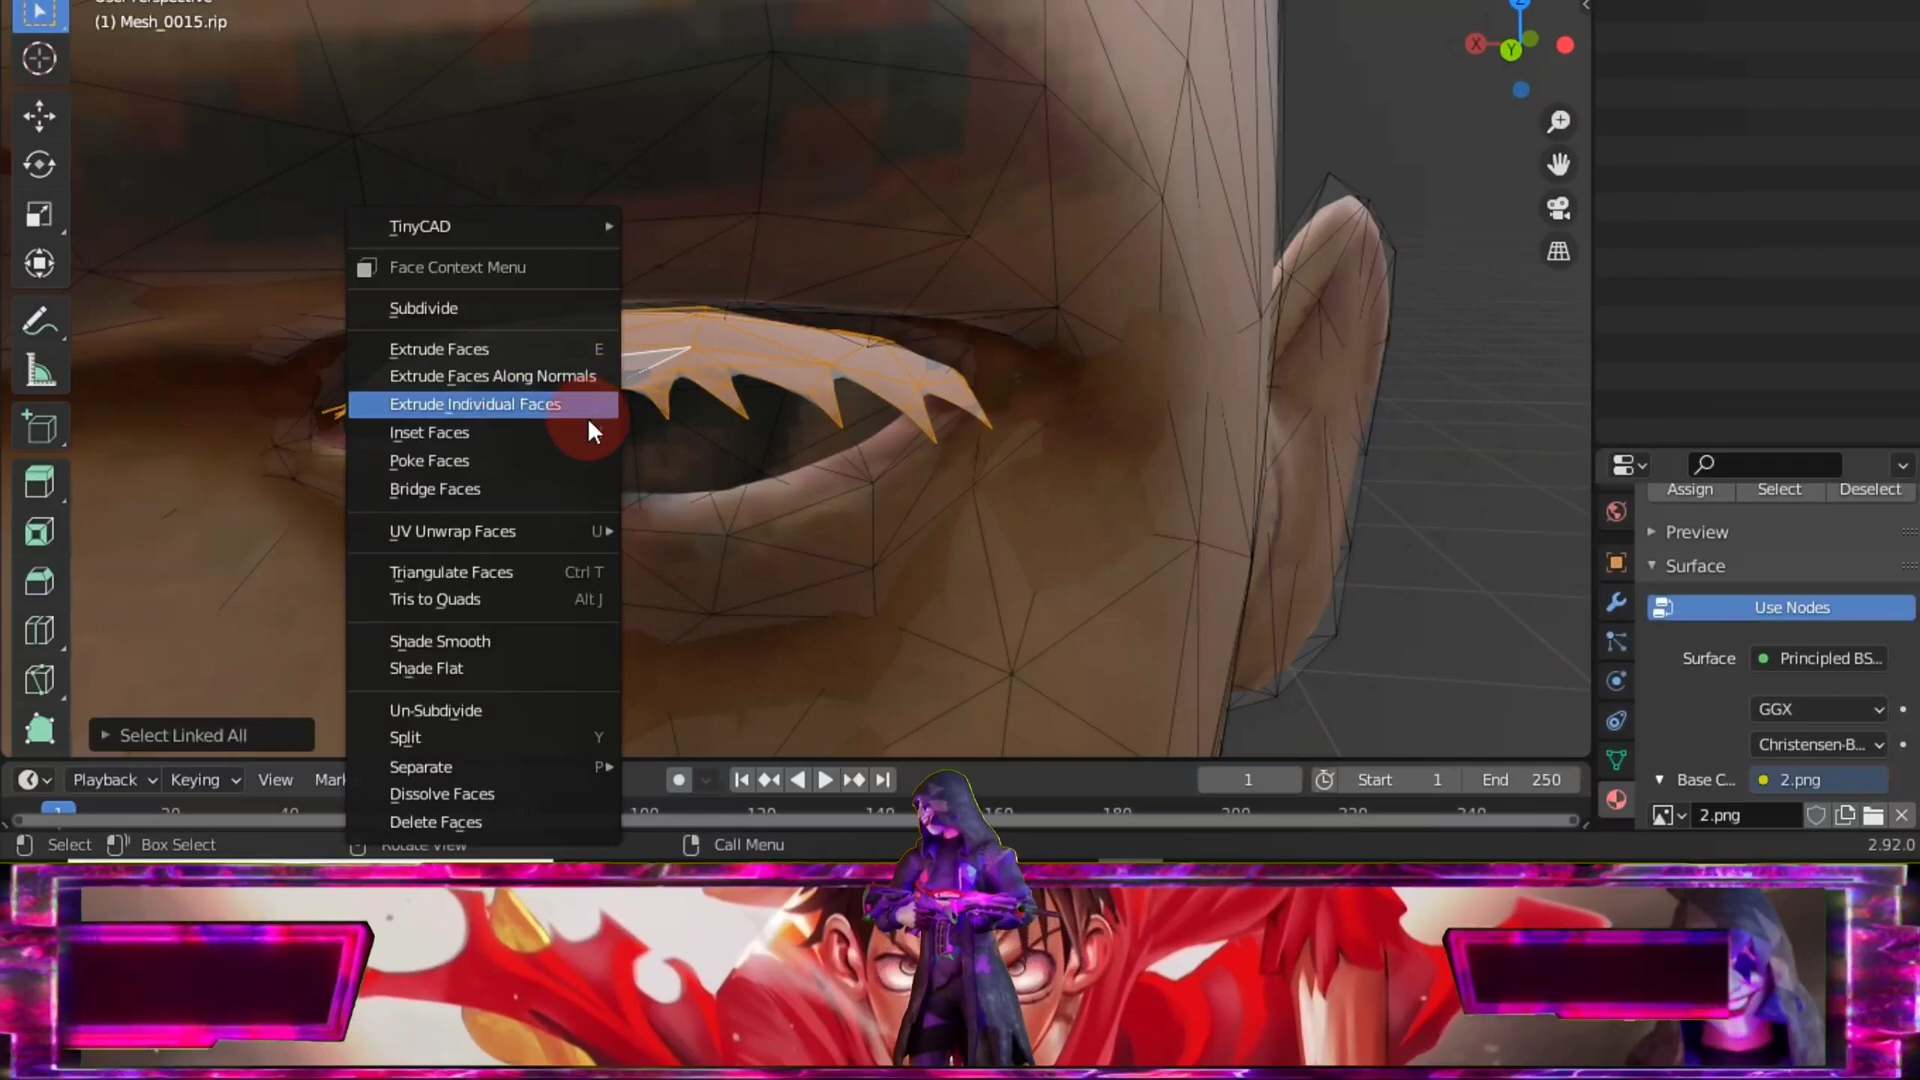 (1) Mesh_0015.rip
X
Y
TinyCAD
Face Context Menu
Subdivide
Extrude Faces E
Extrude Faces Along Normals
Extrude Individual Faces
Inset Faces
Poke Faces
Bridge Faces
UV Unwrap Faces U
Triangulate Faces Ctrl T
Tris to Quads Alt J
Shade Smooth
Shade Flat
Un-Subdivide
Split Y
Separate P
Dissolve Faces
Delete Faces
Select Linked All
Assign Select Deselect
Preview
Surface
Use Nodes
Surface Principled BS...
GGX
Christensen-B...
Base C... 2.png
2.png
Playback Keying View Mark 1 Start 1 End 250
1
Select Box Select Rotate View Call Menu 2.92.0